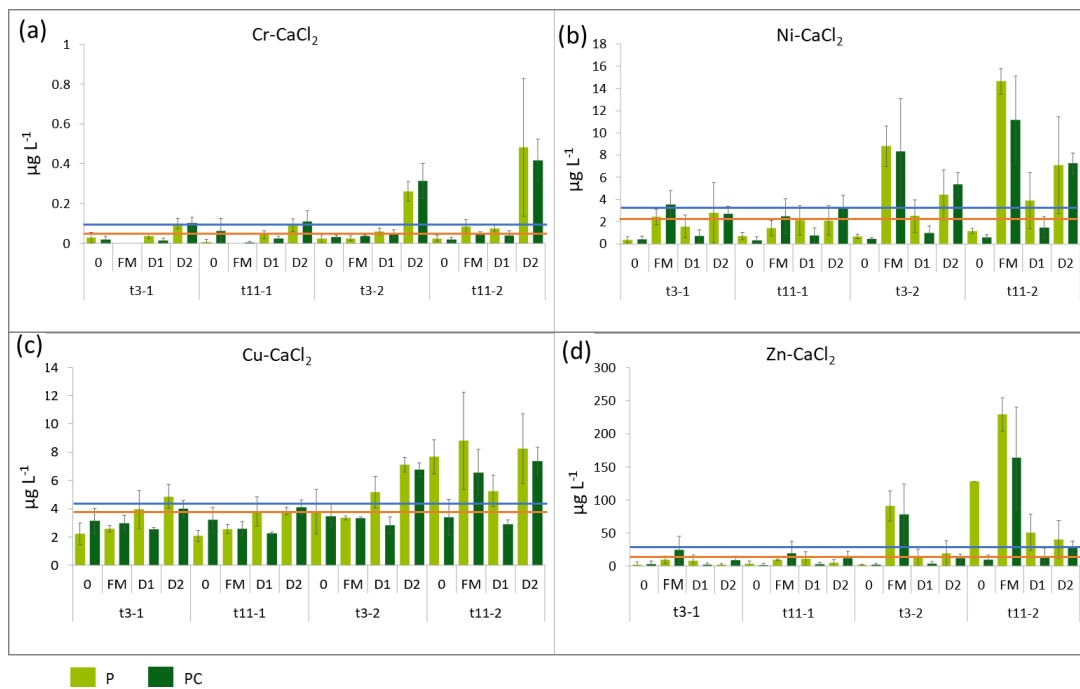 (a)
Cr-CaCl₂
µg L⁻¹
1
0.8
0.6
0.4
0.2
0
0 FM D1 D2 0 FM D1 D2 0 FM D1 D2 0 FM D1 D2
t3-1 t11-1 t3-2 t11-2
(b)
Ni-CaCl₂
µg L⁻¹
18
16
14
12
10
8
6
4
2
0
0 FM D1 D2 0 FM D1 D2 0 FM D1 D2 0 FM D1 D2
t3-1 t11-1 t3-2 t11-2
(c)
Cu-CaCl₂
µg L⁻¹
14
12
10
8
6
4
2
0
0 FM D1 D2 0 FM D1 D2 0 FM D1 D2 0 FM D1 D2
t3-1 t11-1 t3-2 t11-2
(d)
Zn-CaCl₂
µg L⁻¹
300
250
200
150
100
50
0
0 FM D1 D2 0 FM D1 D2 0 FM D1 D2 0 FM D1 D2
t3-1 t11-1 t3-2 t11-2
P PC